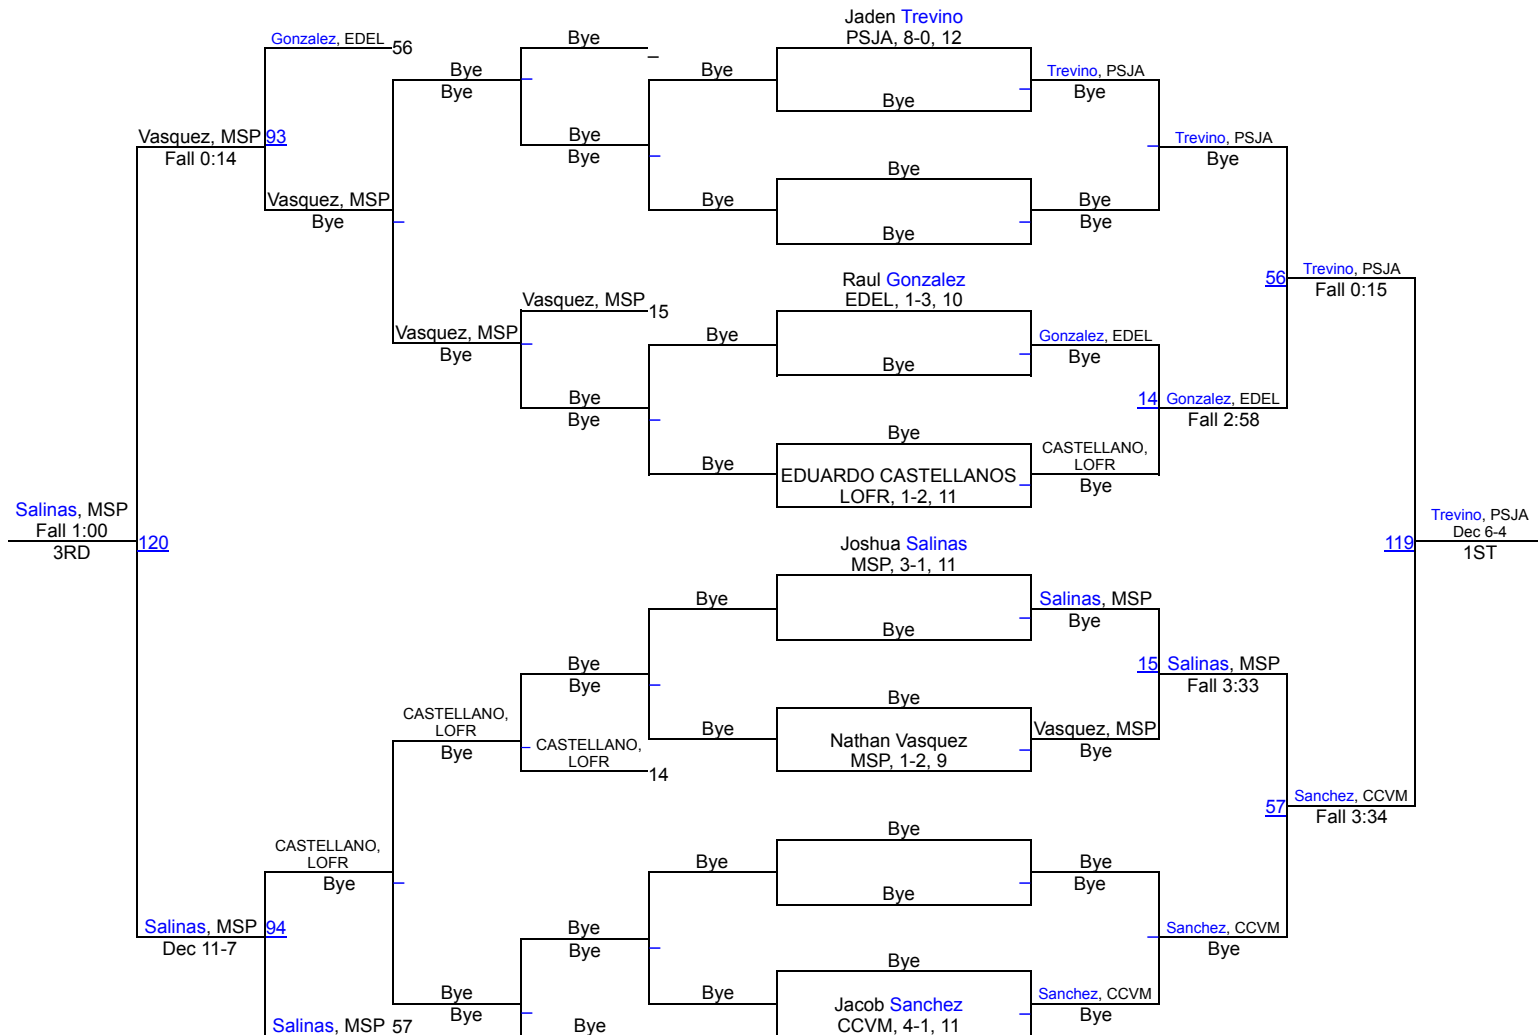 Jaden Trevino
PSJA, 8-0, 12
Gonzalez, EDEL 56
Bye
Bye
Bye
Bye
Trevino, PSJA
Bye
Bye
Vasquez, MSP 93
Fall 0:14
Bye
Bye
Trevino, PSJA
Bye
Bye
Vasquez, MSP
Bye
Bye
Bye
Bye
Bye
Raul Gonzalez
EDEL, 1-3, 10
56 Trevino, PSJA
Fall 0:15
Vasquez, MSP 15
Vasquez, MSP
Bye
Bye
Gonzalez, EDEL
Bye
Bye
Bye
Bye
14 Gonzalez, EDEL
Fall 2:58
Bye
EDUARDO CASTELLANOS
LOFR, 1-2, 11
Bye
CASTELLANO,
LOFR
Bye
Salinas, MSP
Fall 1:00
3RD
120
119
Trevino, PSJA
Dec 6-4
1ST
Joshua Salinas
MSP, 3-1, 11
Bye
Bye
Salinas, MSP
Bye
Bye
Bye
15 Salinas, MSP
Fall 3:33
CASTELLANO,
LOFR
Bye
CASTELLANO,
LOFR
14
Bye
Bye
Nathan Vasquez
MSP, 1-2, 9
Vasquez, MSP
Bye
57 Sanchez, CCVM
Fall 3:34
CASTELLANO,
LOFR
Bye
Bye
Bye
Bye
Bye
Bye
Salinas, MSP 94
Dec 11-7
Bye
Bye
Sanchez, CCVM
Bye
Bye
Bye
Jacob Sanchez
CCVM, 4-1, 11
Sanchez, CCVM
Bye
Bye
Bye
Salinas, MSP 57
Bye